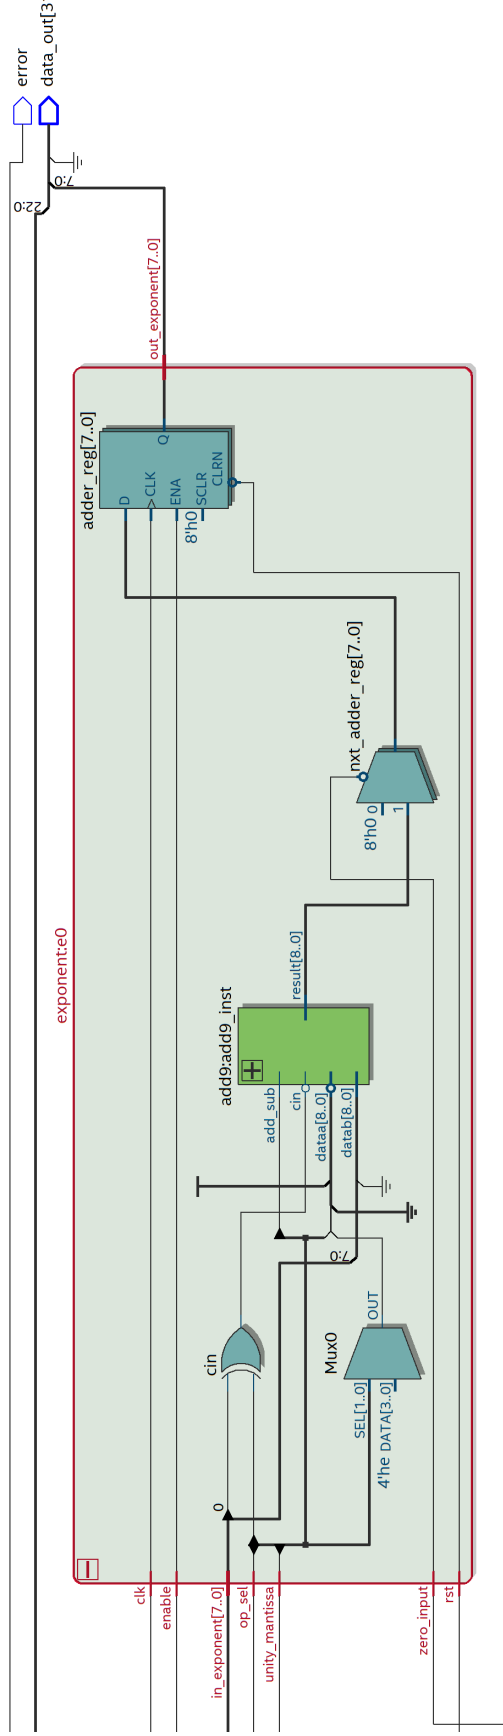 error
data_out[3
7:0
22:0
out_exponent[7..0]
adder_reg[7..0]
Q
D
CLK
ENA
SCLR
CLRN
8'h0
nxt_adder_reg[7..0]
8'h0
0
1
exponent:e0
add9:add9_inst
result[8..0]
add_sub
cin
dataa[8..0]
datab[8..0]
7:0
cin
Mux0
OUT
SEL[1..0]
4'he
DATA[3..0]
0
clk
enable
in_exponent[7..0]
op_sel
unity_mantissa
zero_input
rst